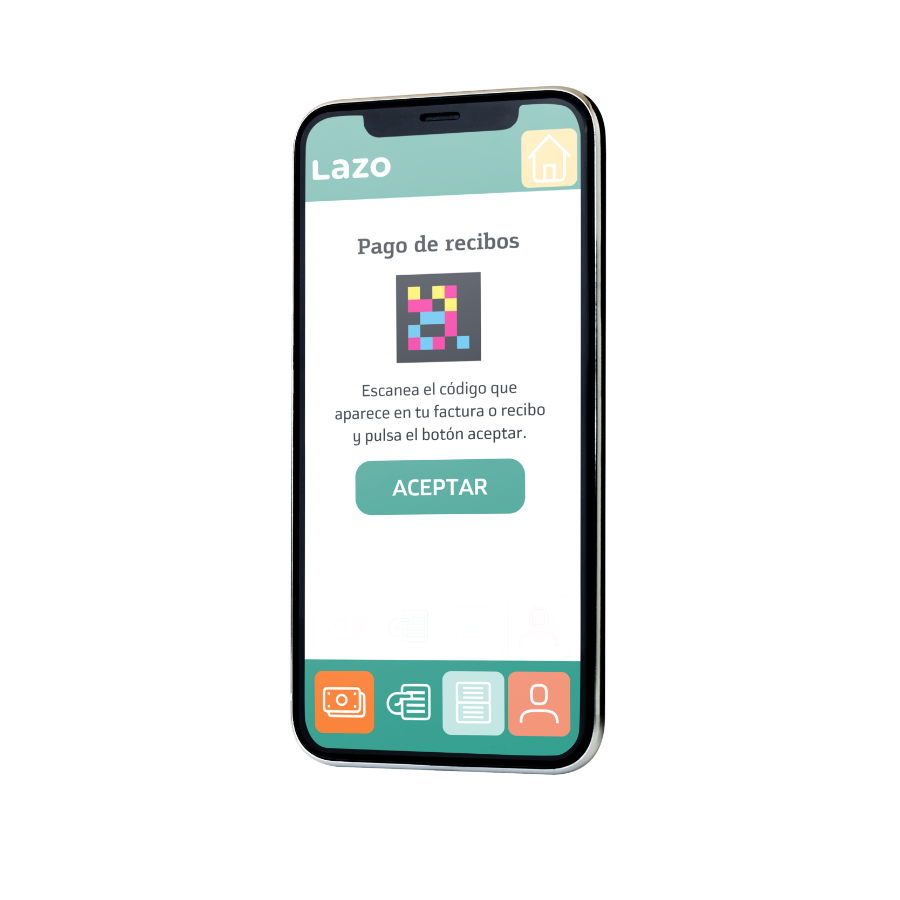 Lazo
Pago de recibos
Escanea el código que
aparece en tu factura o recibo
y pulsa el botón aceptar.
ACEPTAR